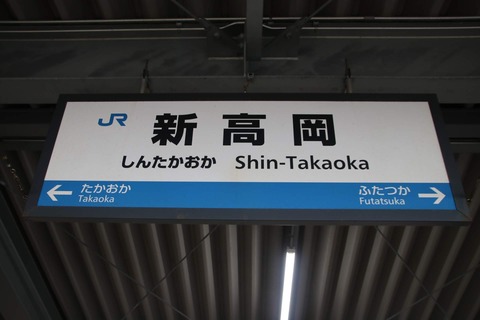 JR 新高岡
しんたかおか Shin-Takaoka
← たかおか ふたつか →
Takaoka Futatsuka